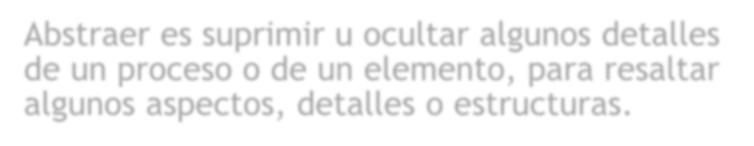 Abstraer es suprimir u ocultar algunos detalles
de un proceso o de un elemento, para resaltar
algunos aspectos, detalles o estructuras.